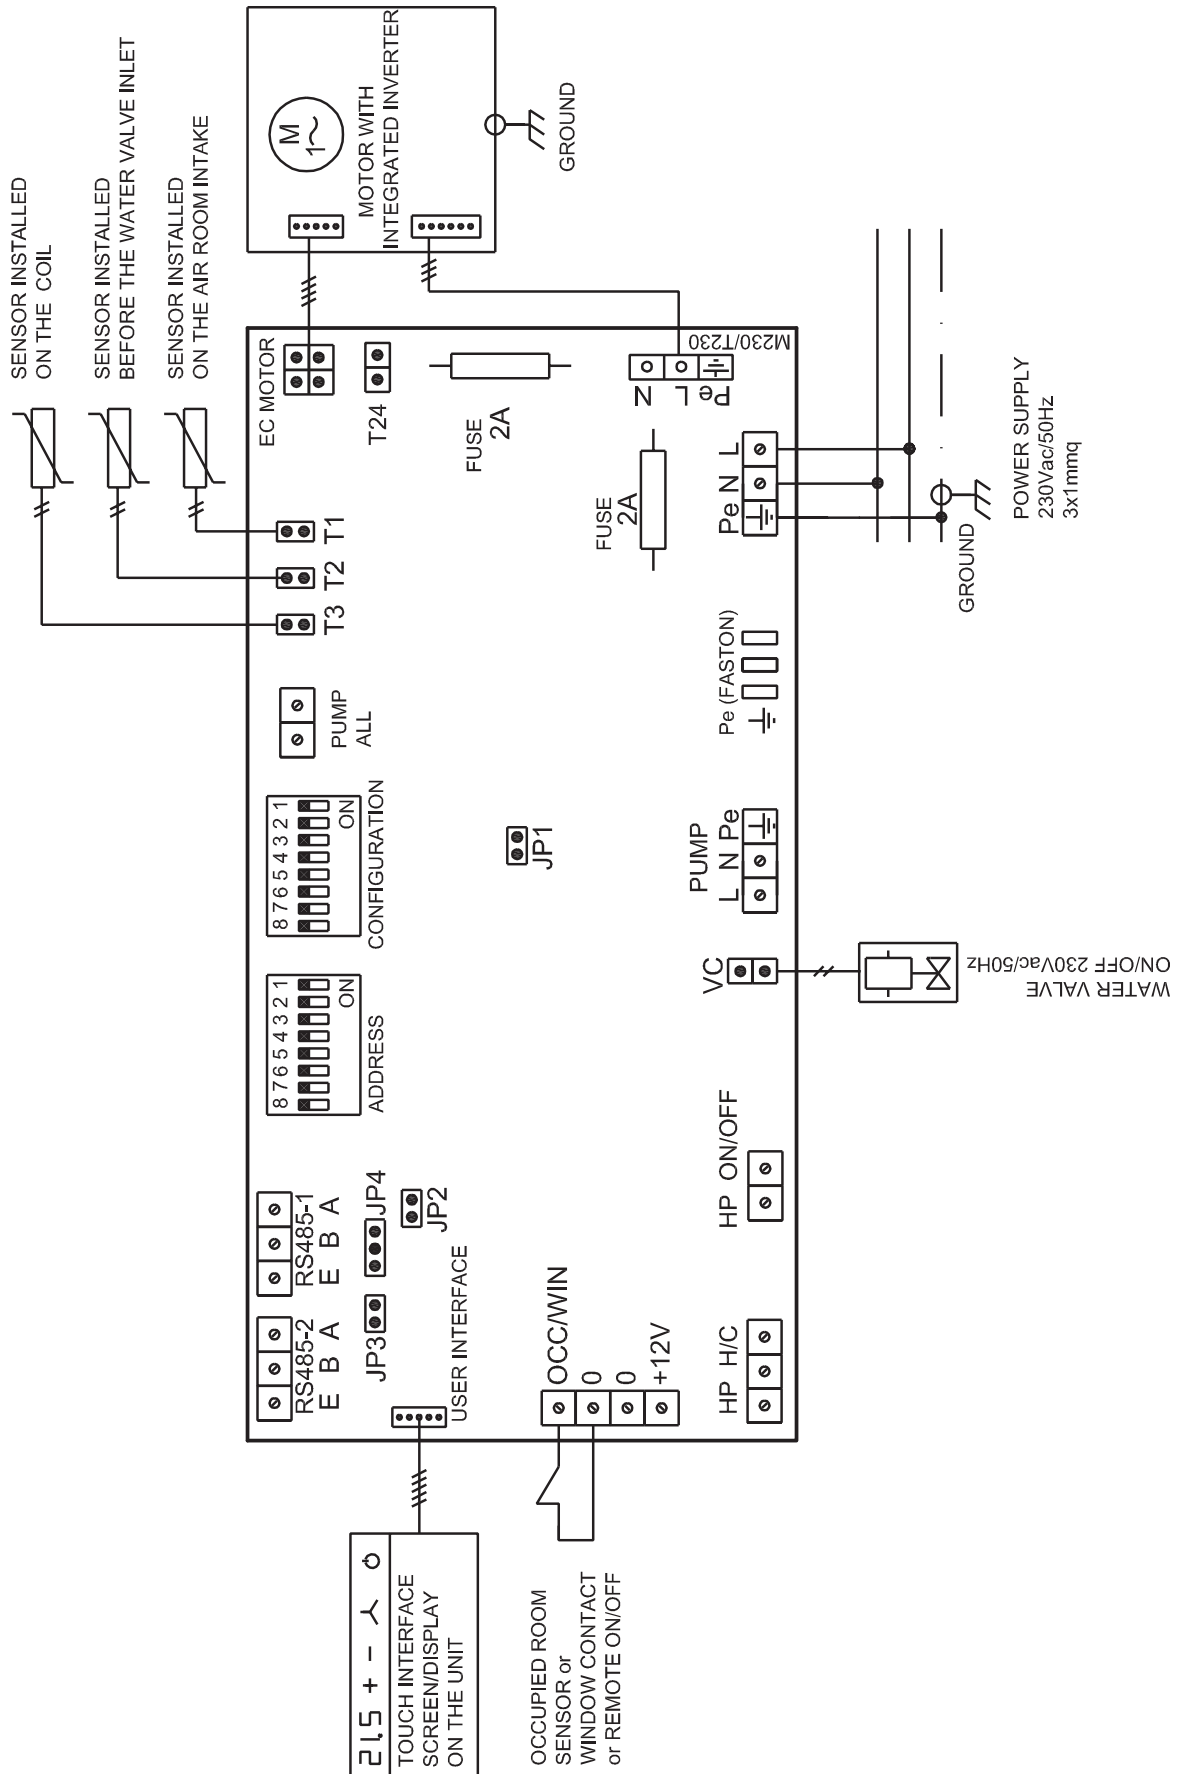 SENSOR INSTALLED
ON THE COIL
SENSOR INSTALLED
BEFORE THE WATER VALVE INLET
SENSOR INSTALLED
ON THE AIR ROOM INTAKE
M
1~
MOTOR WITH
INTEGRATED INVERTER
GROUND
EC MOTOR
T24
FUSE
2A
M230/T230
N
L
Pe
FUSE
2A
Pe N L
POWER SUPPLY
230Vac/50Hz
3x1mmq
GROUND
T3
T2
T1
PUMP
ALL
8 7 6 5 4 3 2 1
ON
CONFIGURATION
8 7 6 5 4 3 2 1
ON
ADDRESS
JP1
Pe (FASTON)
PUMP
L N Pe
VC
WATER VALVE
ON/OFF 230Vac/50Hz
RS485-2
E B A
RS485-1
E B A
JP3
JP4
JP2
USER INTERFACE
OCC/WIN
0
0
+12V
HP H/C
HP ON/OFF
21.5 + -
TOUCH INTERFACE
SCREEN/DISPLAY
ON THE UNIT
OCCUPIED ROOM
SENSOR or
WINDOW CONTACT
or REMOTE ON/OFF